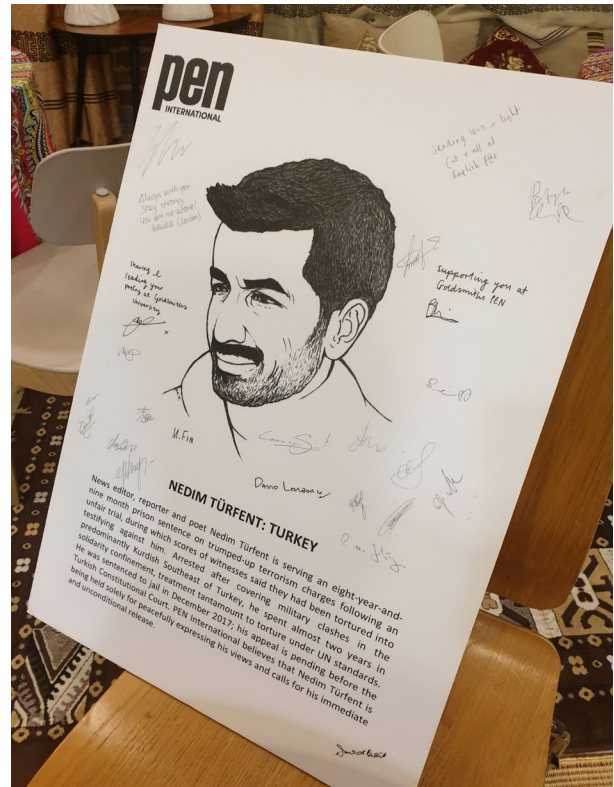 pen
INTERNATIONAL
Sending love + light
Cat + all at
English PEN
Always with you
Stay strong
you are not alone!
(London)
Sharing &
reading your
poetry at Goldsmiths
University
x
supporting you at
Goldsmiths PEN
M. FIN
DAVID
NEDIM TÜRFENT: TURKEY
News editor, reporter and poet Nedim Türfent is serving an eight-year-and-
nine month prison sentence on trumped-up terrorism charges following an
unfair trial, during which scores of witnesses said they had been tortured into
testifying against him. Arrested after covering military clashes in the
predominantly Kurdish Southeast of Turkey, he spent almost two years in
solidarity confinement, treatment tantamount to torture under UN standards.
He was sentenced to jail in December 2017; his appeal is pending before the
Turkish Constitutional Court. PEN International believes that Nedim Türfent is
being held solely for peacefully expressing his views and calls for his immediate
and unconditional release.